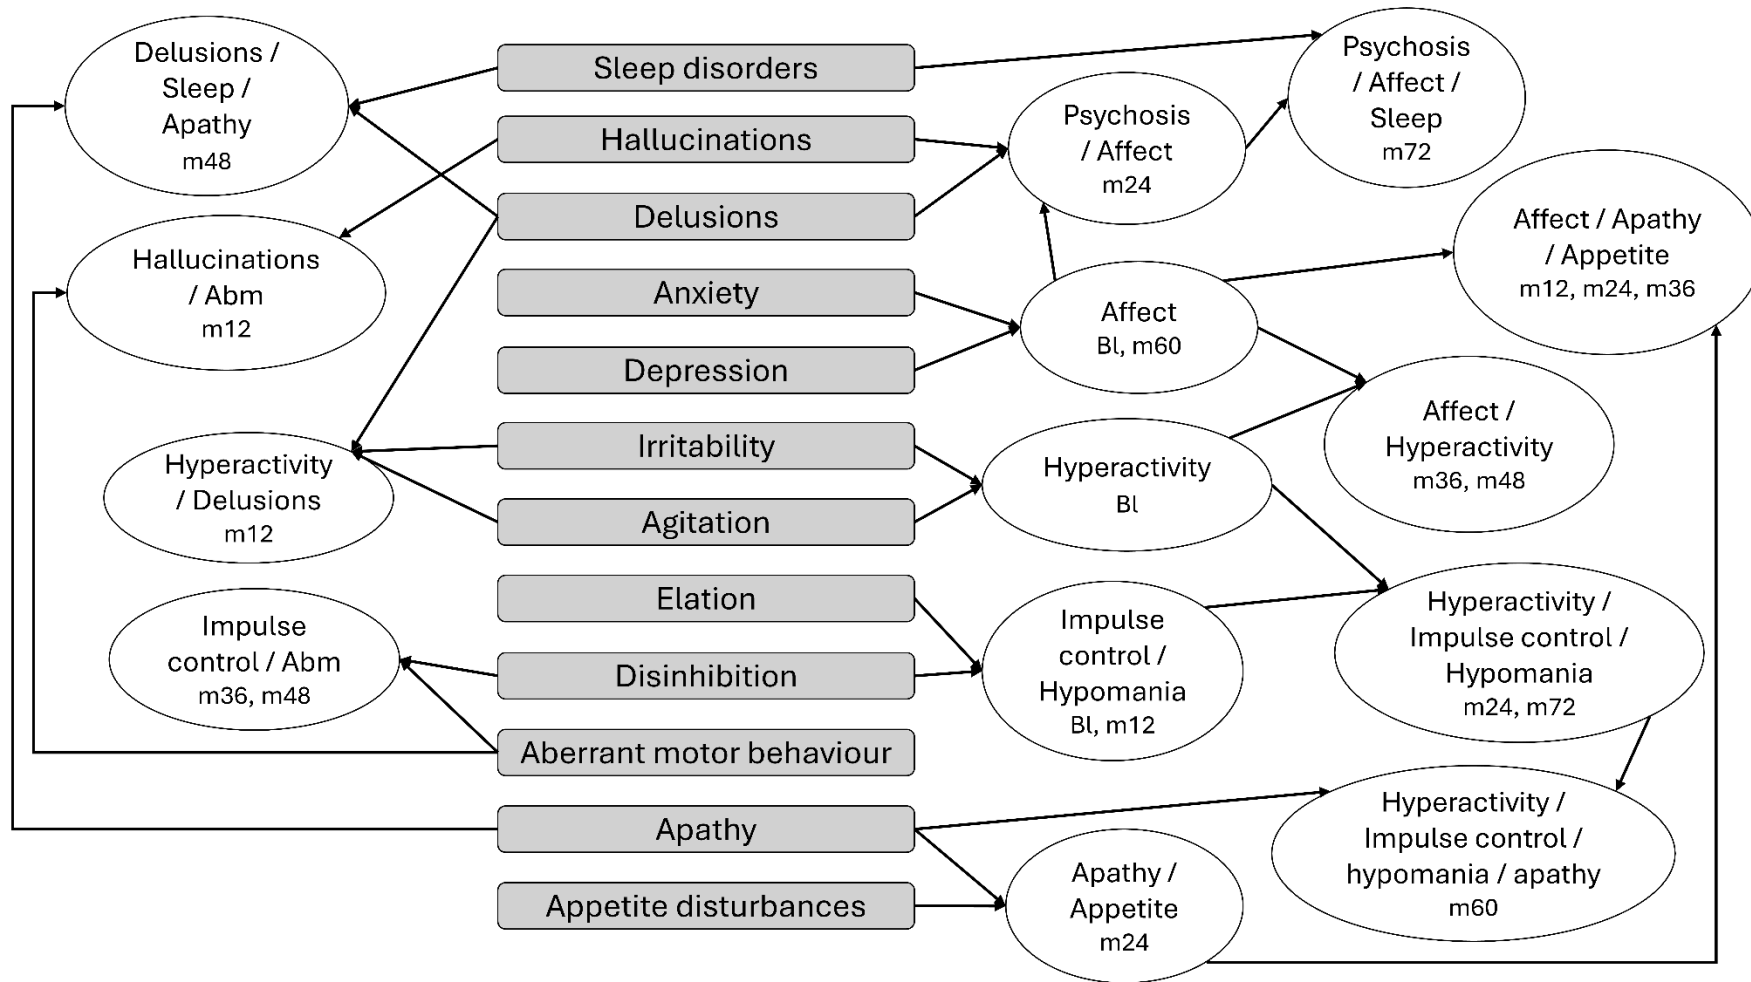 Delusions /
Sleep /
Apathy
m48
Hallucinations
/ Abm
m12
Hyperactivity
/ Delusions
m12
Impulse
control / Abm
m36, m48
Sleep disorders
Hallucinations
Delusions
Anxiety
Depression
Irritability
Agitation
Elation
Disinhibition
Aberrant motor behaviour
Apathy
Appetite disturbances
Psychosis
/ Affect
m24
Affect
Bl, m60
Hyperactivity
Bl
Impulse
control /
Hypomania
Bl, m12
Apathy /
Appetite
m24
Psychosis
/ Affect /
Sleep
m72
Affect / Apathy
/ Appetite
m12, m24, m36
Affect /
Hyperactivity
m36, m48
Hyperactivity /
Impulse control /
Hypomania
m24, m72
Hyperactivity /
Impulse control /
hypomania / apathy
m60